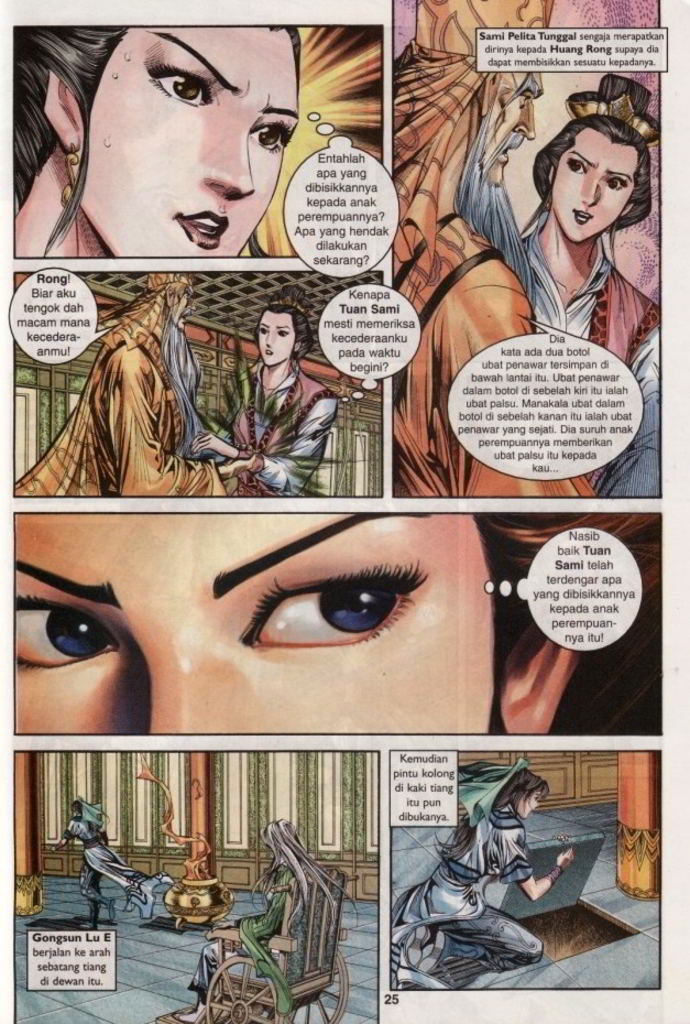 Entahlah
apa yang
dibisikkannya
kepada anak
perempuannya?
Apa yang hendak
dilakukan
sekarang?
Sami Pelita Tunggal sengaja merapatkan
dirinya kepada Huang Rong supaya dia
dapat membisikkan sesuatu kepadanya.
Rong!
Biar aku
tengok dah
macam mana
kecedera-
anmu!
Kenapa
Tuan Sami
mesti memeriksa
kecederaanku
pada waktu
begini?
Dia
kata ada dua botol
ubat penawar tersimpan di
bawah lantai itu. Ubat penawar
dalam botol di sebelah kiri itu ialah
ubat palsu. Manakala ubat dalam
botol di sebelah kanan itu ialah ubat
penawar yang sejati. Dia suruh anak
perempuannya memberikan
ubat palsu itu kepada
kau...
Nasib
baik Tuan
Sami telah
terdengar apa
yang dibisikkannya
kepada anak
perempuan-
nya itu!
Gongsun Lu E
berjalan ke arah
sebatang tiang
di dewan itu.
Kemudian
pintu kolong
di kaki tiang
itu pun
dibukanya.
25